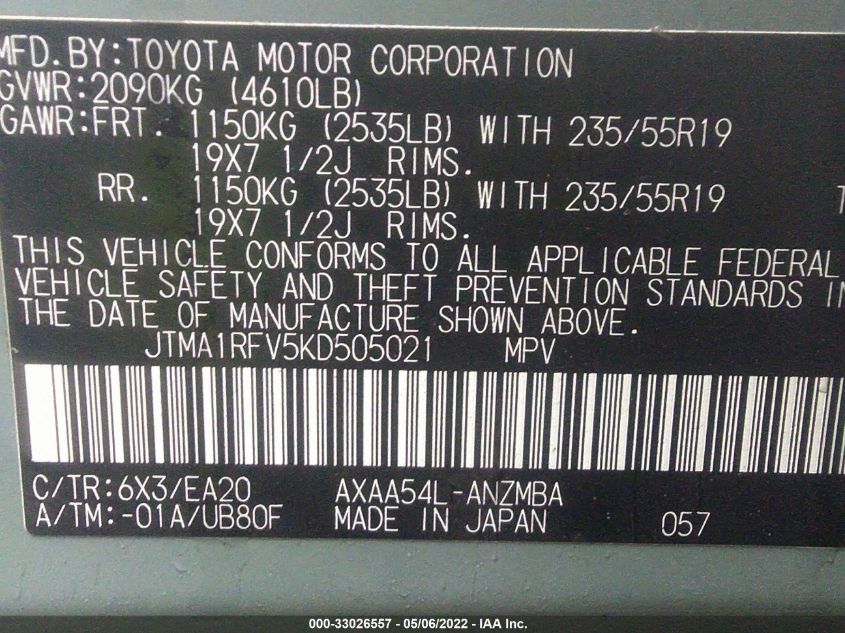 MFD.BY:TOYOTA MOTOR CORPORATION
GVWR:2090KG (4610LB)
GAWR:FRT. 1150KG (2535LB) WITH 235/55R19
19X7 1/2J RIMS.
RR. 1150KG (2535LB) WITH 235/55R19
19X7 1/2J RIMS.
THIS VEHICLE CONFORMS TO ALL APPLICABLE FEDERAL
VEHICLE SAFETY AND THEFT PREVENTION STANDARDS IN
THE DATE OF MANUFACTURE SHOWN ABOVE.
JTMA1RFV5KD505021 MPV
C/TR:6X3/EA20 AXAA54L-ANZMBA
A/TM:-01A/UB80F MADE IN JAPAN 057
000-33026557 - 05/06/2022 - IAA Inc.